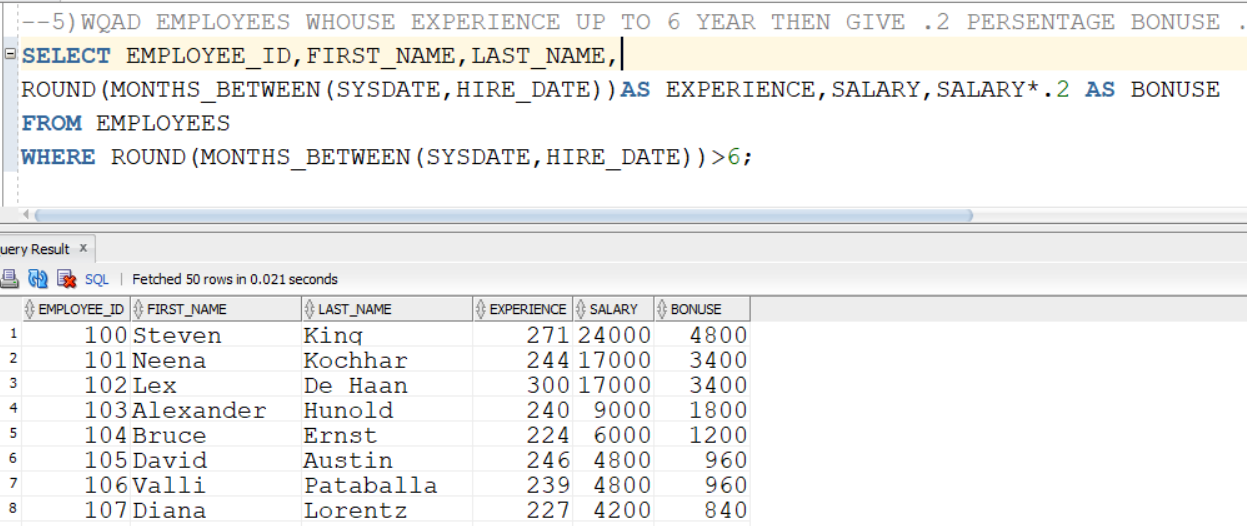 --5)WQAD EMPLOYEES WHOUSE EXPERIENCE UP TO 6 YEAR THEN GIVE .2 PERSENTAGE BONUSE .
SELECT EMPLOYEE_ID,FIRST_NAME,LAST_NAME,
ROUND(MONTHS_BETWEEN(SYSDATE,HIRE_DATE))AS EXPERIENCE,SALARY,SALARY*.2 AS BONUSE
FROM EMPLOYEES
WHERE ROUND(MONTHS_BETWEEN(SYSDATE,HIRE_DATE))>6;
uery Result x
SQL | Fetched 50 rows in 0.021 seconds
EMPLOYEE_ID FIRST_NAME LAST_NAME EXPERIENCE SALARY BONUSE
1 100 Steven King 271 24000 4800
2 101 Neena Kochhar 244 17000 3400
3 102 Lex De Haan 300 17000 3400
4 103 Alexander Hunold 240 9000 1800
5 104 Bruce Ernst 224 6000 1200
6 105 David Austin 246 4800 960
7 106 Valli Pataballa 239 4800 960
8 107 Diana Lorentz 227 4200 840